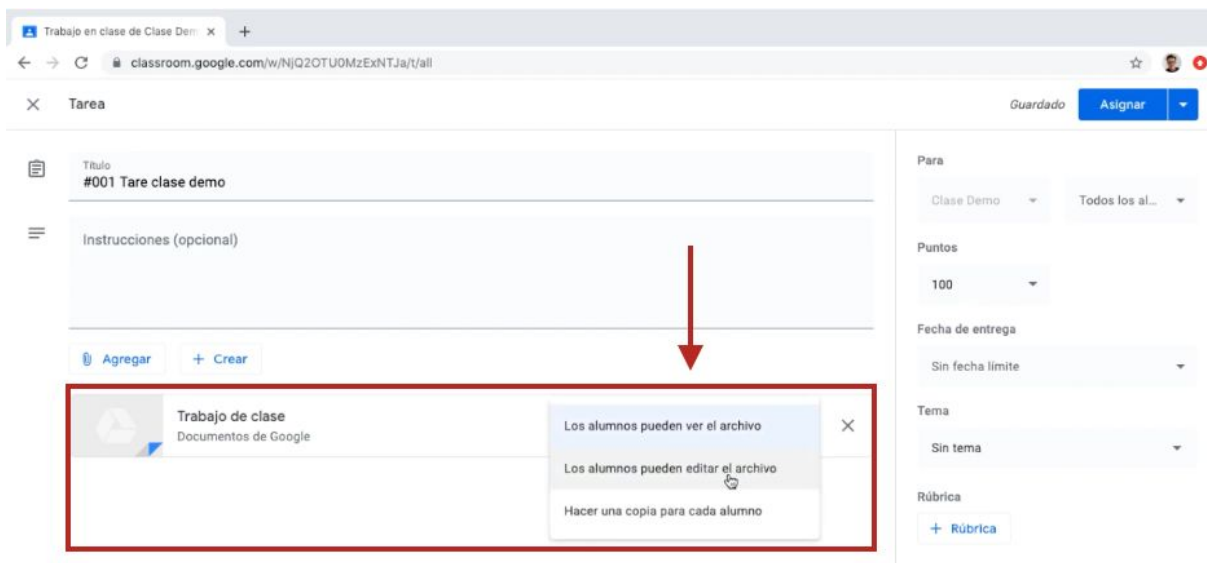 Trabajo en clase de Clase Dem
classroom.google.com/w/NjQ2OTU0MzExNTJa/t/all
Tarea
Guardado
Asignar
Título
#001 Tare clase demo
Instrucciones (opcional)
Agregar
+ Crear
Trabajo de clase
Documentos de Google
Los alumnos pueden ver el archivo
Los alumnos pueden editar el archivo
Hacer una copia para cada alumno
Para
Clase Demo
Todos los al...
Puntos
100
Fecha de entrega
Sin fecha límite
Tema
Sin tema
Rúbrica
+ Rúbrica